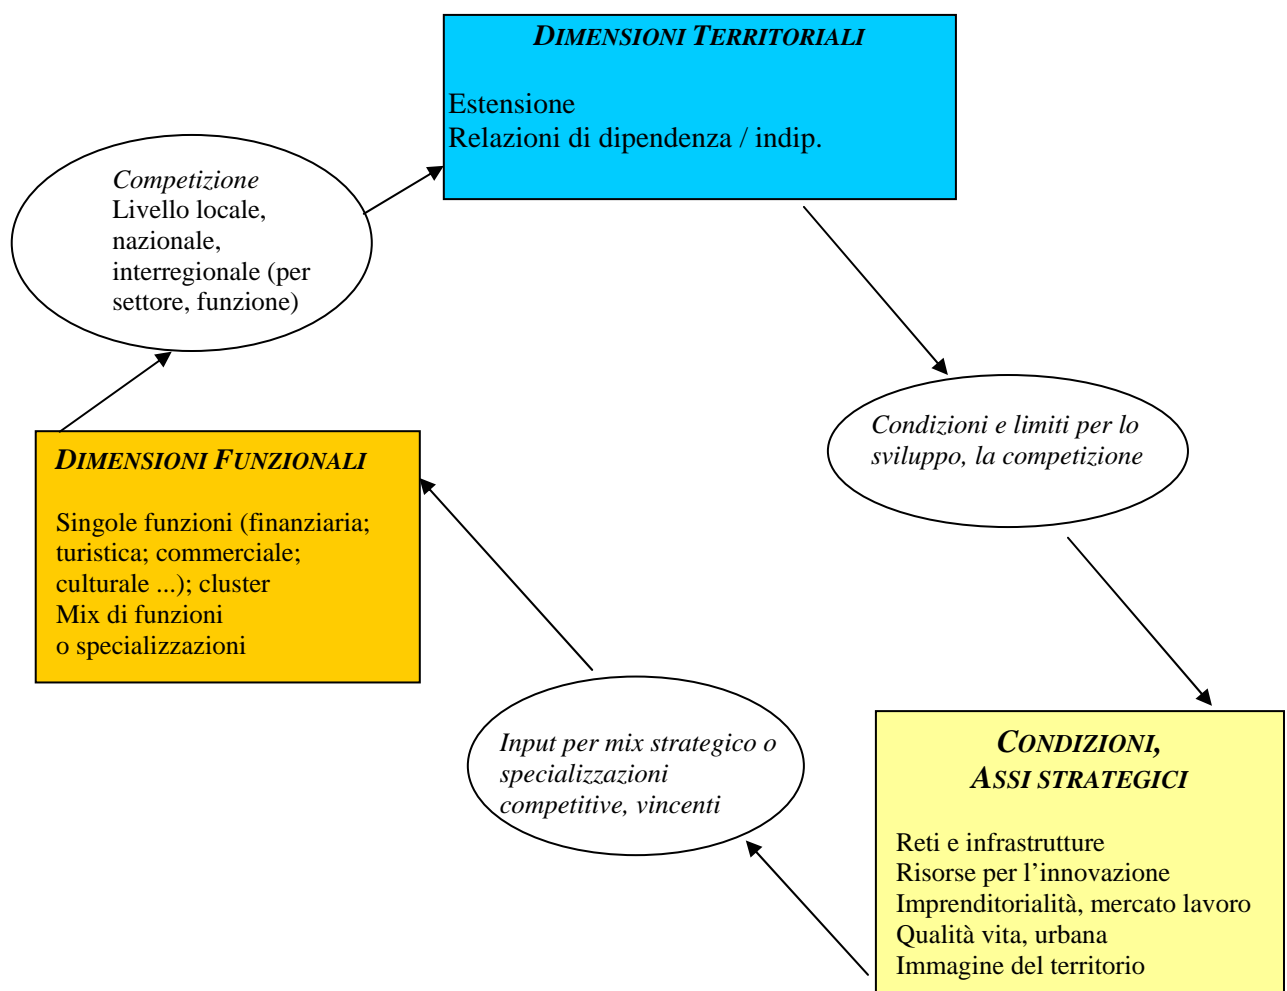 DIMENSIONI TERRITORIALI
Estensione
Relazioni di dipendenza / indip.
Competizione
Livello locale,
nazionale,
interregionale (per
settore, funzione)
Condizioni e limiti per lo
sviluppo, la competizione
DIMENSIONI FUNZIONALI
Singole funzioni (finanziaria;
turistica; commerciale;
culturale ...); cluster
Mix di funzioni
o specializzazioni
Input per mix strategico o
specializzazioni
competitive, vincenti
CONDIZIONI,
ASSI STRATEGICI
Reti e infrastrutture
Risorse per l’innovazione
Imprenditorialità, mercato lavoro
Qualità vita, urbana
Immagine del territorio